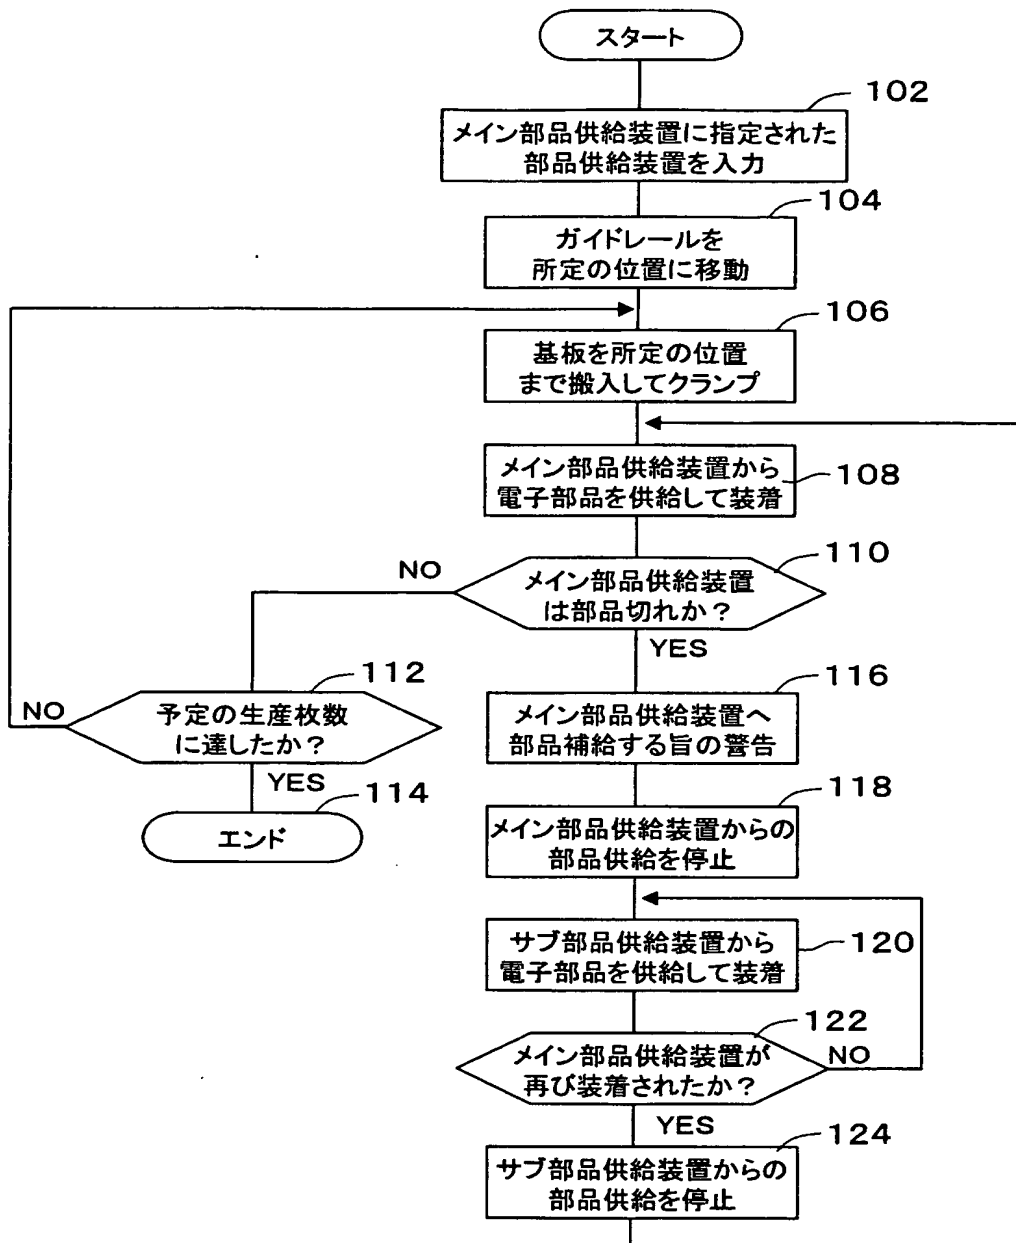 スタート
102
メイン部品供給装置に指定された
部品供給装置を入力
104
ガイドレールを
所定の位置に移動
106
基板を所定の位置
まで搬入してクランプ
メイン部品供給装置から
電子部品を供給して装着
108
110
メイン部品供給装置
は部品切れか？
NO
YES
112
予定の生産枚数
に達したか？
NO
YES
114
エンド
116
メイン部品供給装置へ
部品補給する旨の警告
118
メイン部品供給装置からの
部品供給を停止
サブ部品供給装置から
電子部品を供給して装着
120
122
メイン部品供給装置が
再び装着されたか？
NO
YES
124
サブ部品供給装置からの
部品供給を停止